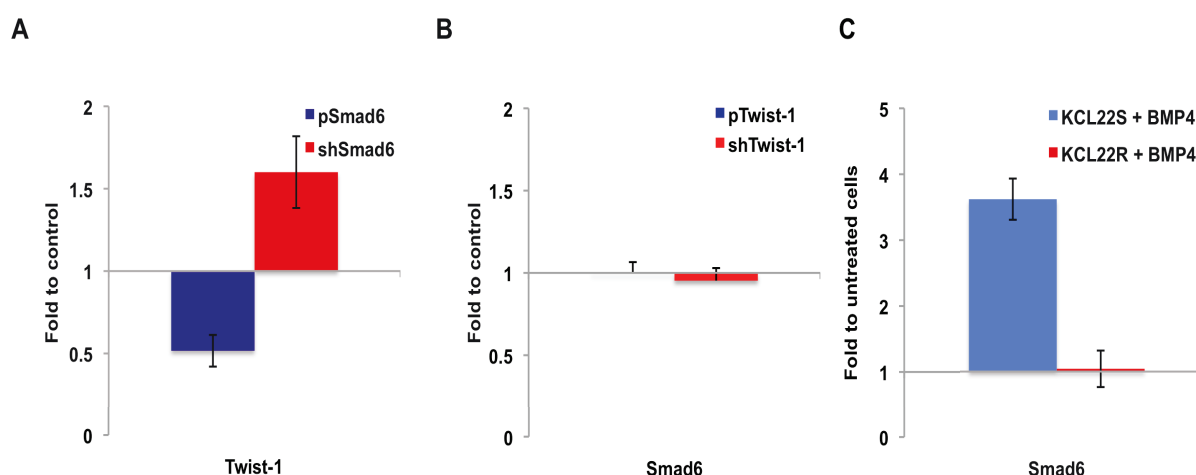 A
Fold to control
2
1.5
1
0.5
0
pSmad6
shSmad6
Twist-1
B
Fold to control
2
1.5
1
0.5
0
pTwist-1
shTwist-1
Smad6
C
Fold to untreated cells
5
4
3
2
1
0
KCL22S + BMP4
KCL22R + BMP4
Smad6